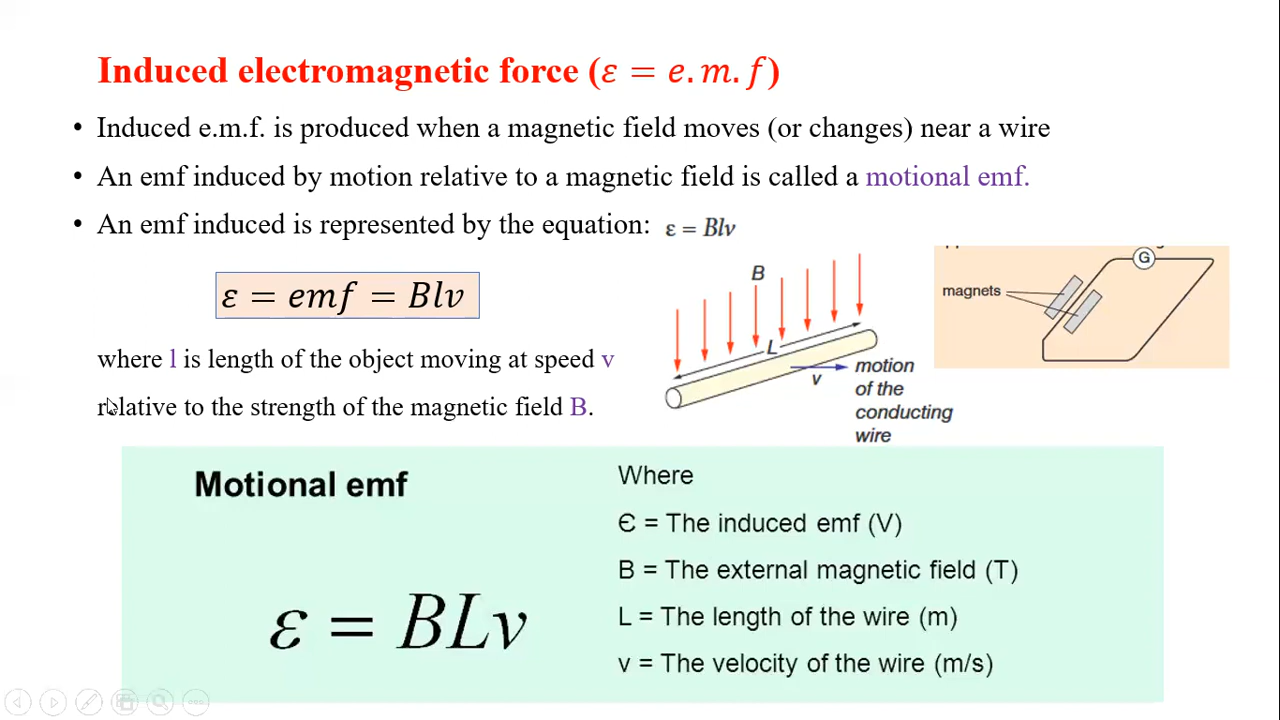 Induced electromagnetic force (ε = e.m.f)
• Induced e.m.f. is produced when a magnetic field moves (or changes) near a wire
• An emf induced by motion relative to a magnetic field is called a motional emf.
• An emf induced is represented by the equation: ε = Blv
ε = emf = Blv
where l is length of the object moving at speed v
relative to the strength of the magnetic field B.
B
L
v
motion
of the
conducting
wire
magnets
G
Motional emf
ε = BLv
Where
Є = The induced emf (V)
B = The external magnetic field (T)
L = The length of the wire (m)
v = The velocity of the wire (m/s)